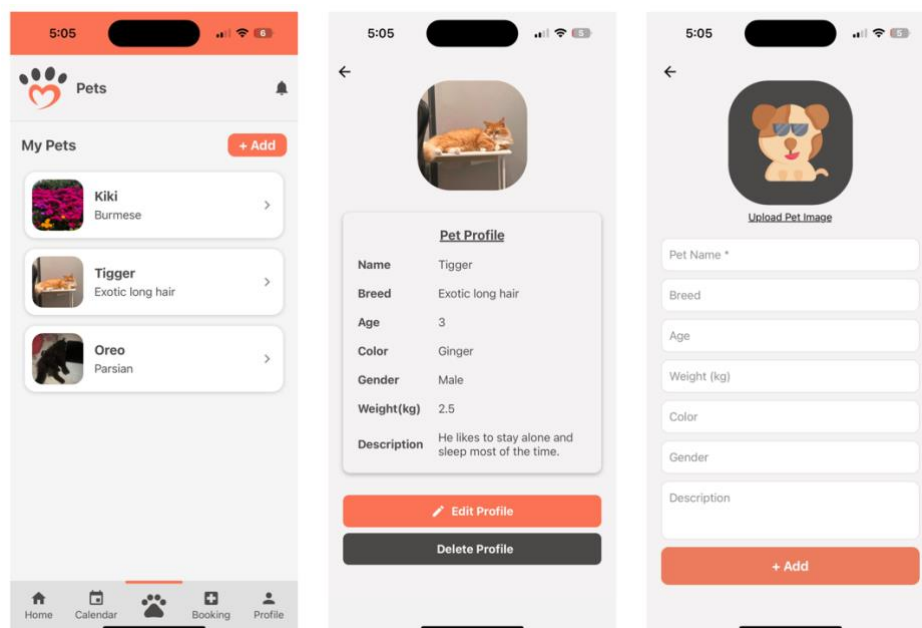 5:05
6
Pets
My Pets
+ Add
Kiki
Burmese
Tigger
Exotic long hair
Oreo
Parsian
Home
Calendar
Booking
Profile
5:05
5
Pet Profile
Name Tigger
Breed Exotic long hair
Age 3
Color Ginger
Gender Male
Weight(kg) 2.5
Description He likes to stay alone and
sleep most of the time.
Edit Profile
Delete Profile
5:05
5
Upload Pet Image
Pet Name *
Breed
Age
Weight (kg)
Color
Gender
Description
+ Add